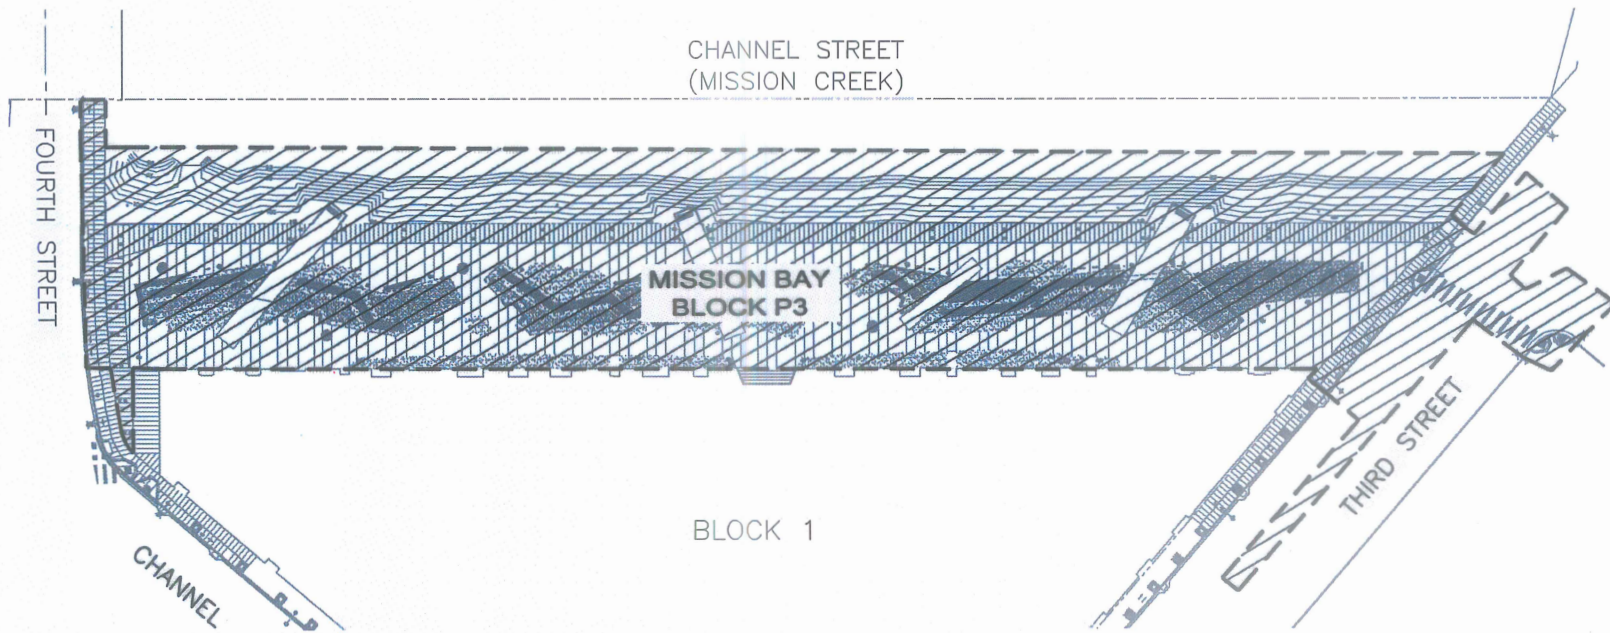 CHANNEL STREET
(MISSION CREEK)
FOURTH STREET
MISSION BAY
BLOCK P3
THIRD STREET
BLOCK 1
CHANNEL